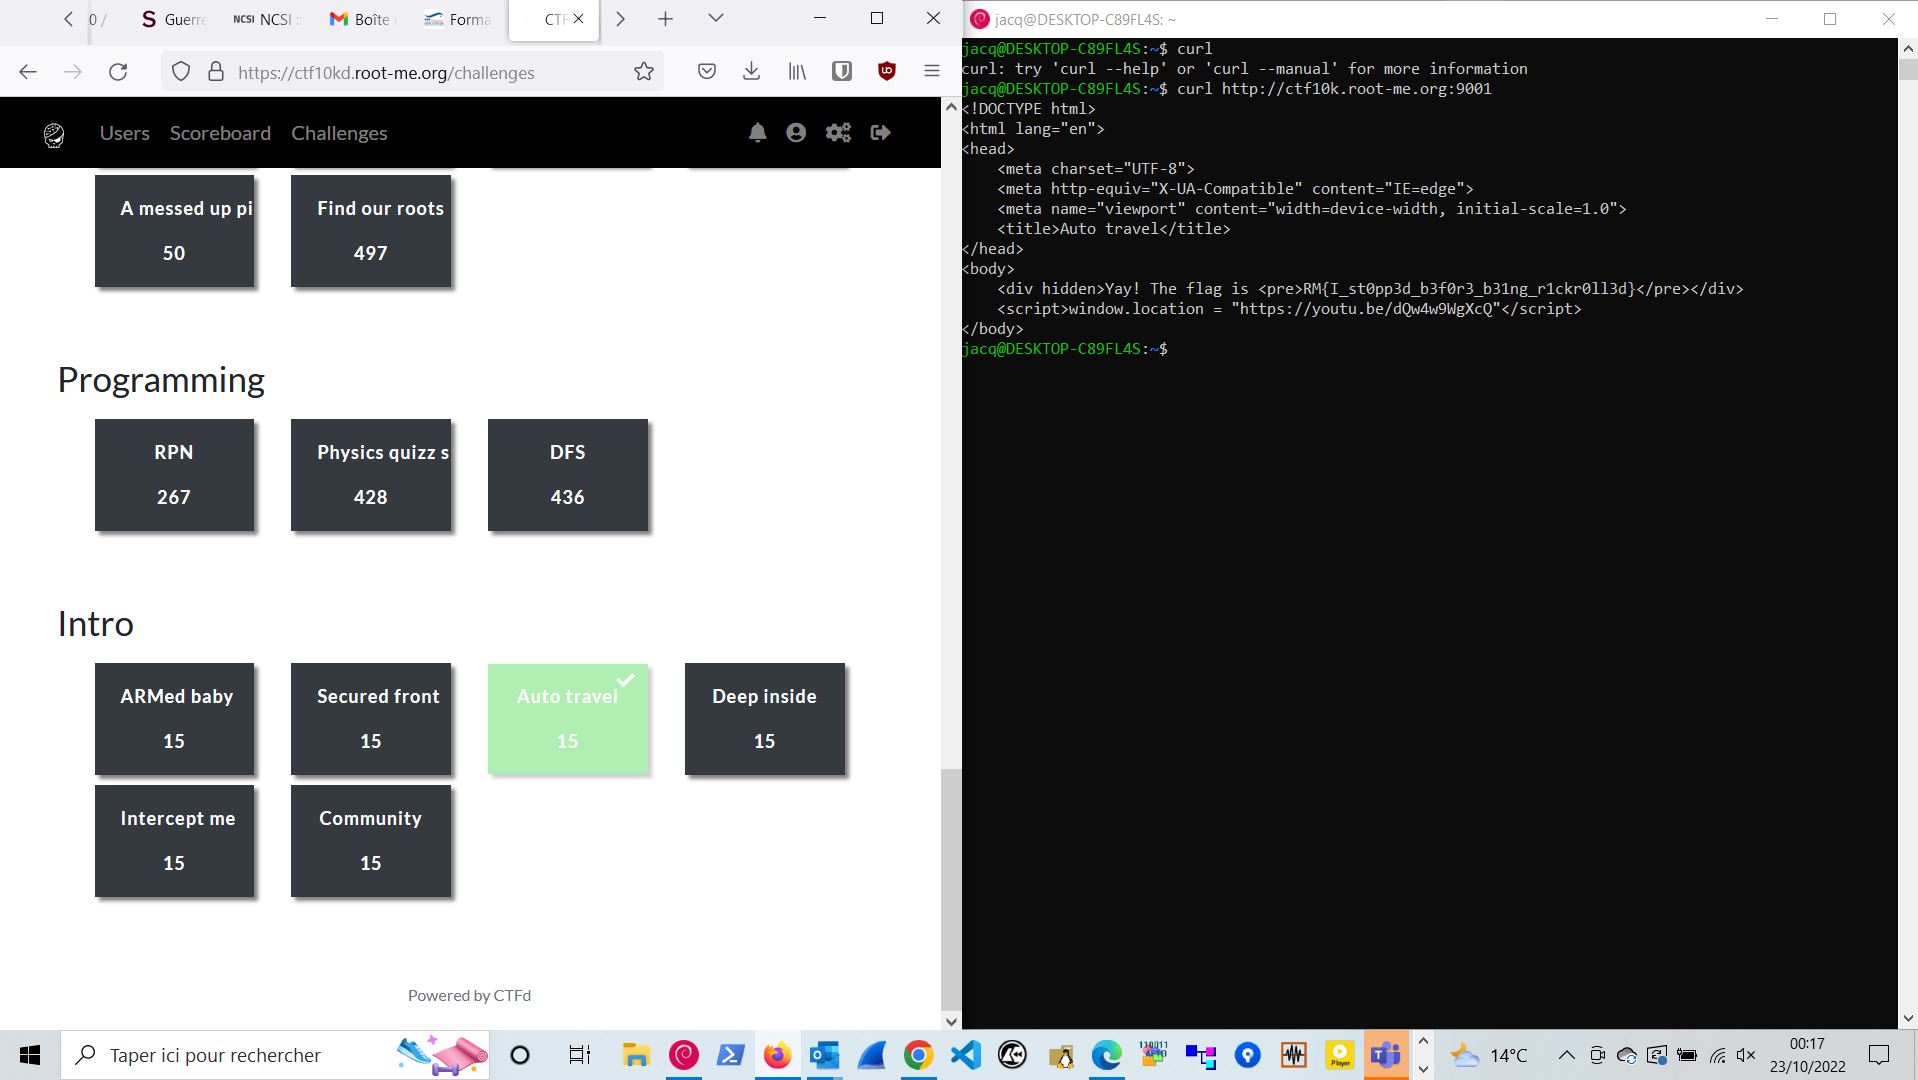 0 /
S Guerre
NCSI NCSI ::
Boîte
Forma
CTF
https://ctf10kd.root-me.org/challenges
Users Scoreboard Challenges
A messed up pi
50
Find our roots
497
Programming
RPN
267
Physics quizz s
428
DFS
436
Intro
ARMed baby
15
Secured front
15
Auto travel
15
Deep inside
15
Intercept me
15
Community
15
Powered by CTFd
jacq@DESKTOP-C89FL4S: ~
jacq@DESKTOP-C89FL4S:~$ curl
curl: try 'curl --help' or 'curl --manual' for more information
jacq@DESKTOP-C89FL4S:~$ curl http://ctf10k.root-me.org:9001
<!DOCTYPE html>
<html lang="en">
<head>
    <meta charset="UTF-8">
    <meta http-equiv="X-UA-Compatible" content="IE=edge">
    <meta name="viewport" content="width=device-width, initial-scale=1.0">
    <title>Auto travel</title>
</head>
<body>
    <div hidden>Yay! The flag is <pre>RM{I_st0pp3d_b3f0r3_b31ng_r1ckr0ll3d}</pre></div>
    <script>window.location = "https://youtu.be/dQw4w9WgXcQ"</script>
</body>
jacq@DESKTOP-C89FL4S:~$
Taper ici pour rechercher
Player
14°C
00:17
23/10/2022